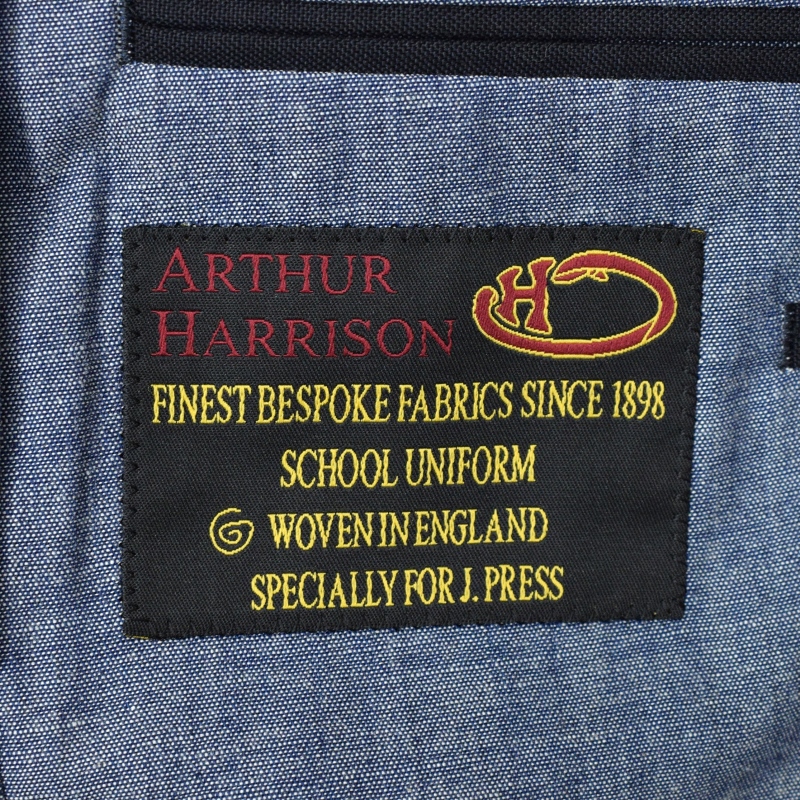 ARTHUR
HARRISON
H
FINEST BESPOKE FABRICS SINCE 1898
SCHOOL UNIFORM
WOVEN IN ENGLAND
SPECIALLY FOR J. PRESS